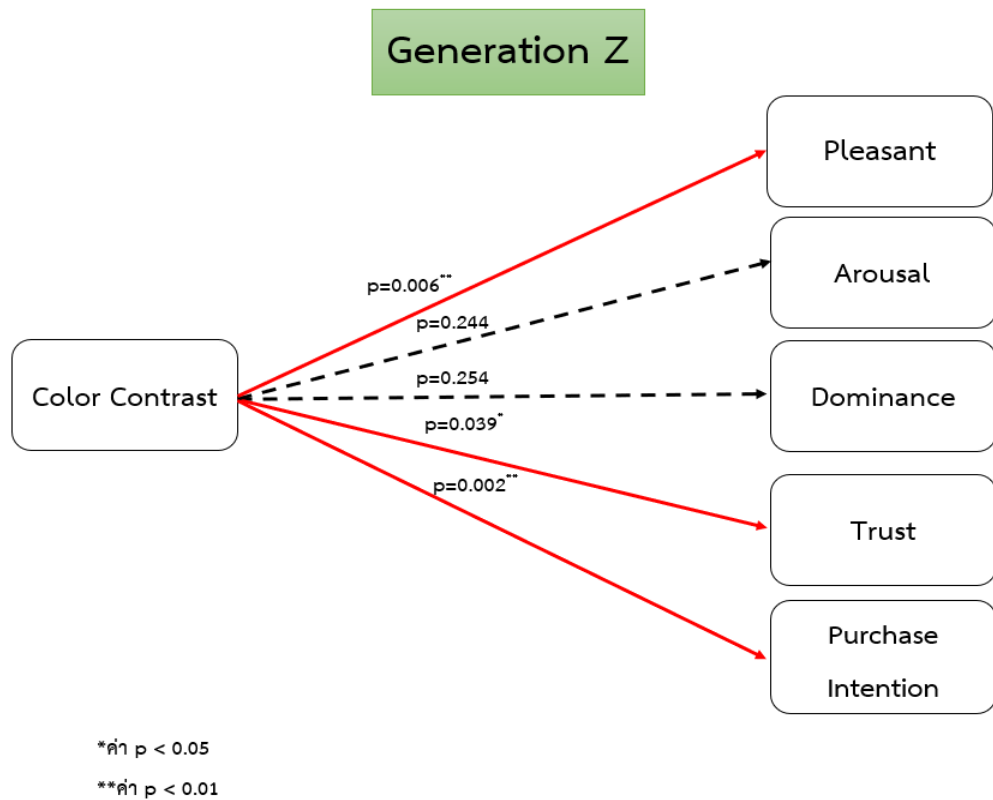 Generation Z
Pleasant
p=0.006**
Arousal
p=0.244
Color Contrast
p=0.254
Dominance
p=0.039*
p=0.002**
Trust
Purchase
Intention
*ค่า p < 0.05
**ค่า p < 0.01